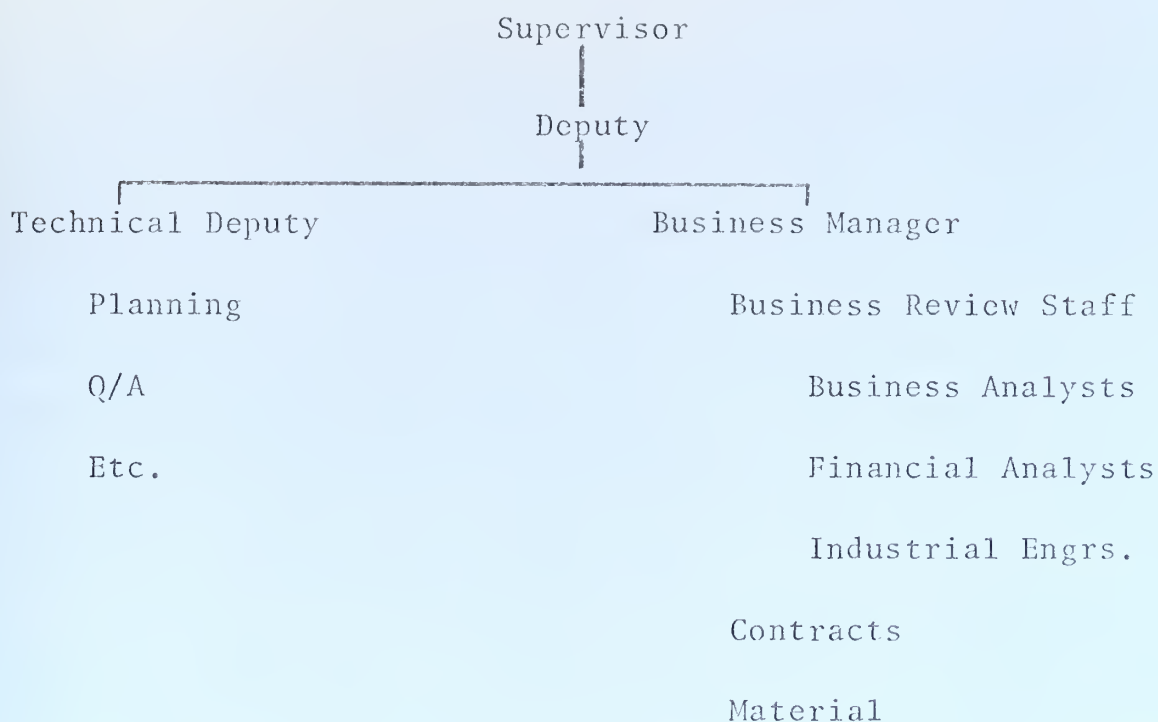 Supervisor
Deputy
Technical Deputy Business Manager
Planning Business Review Staff
Q/A Business Analysts
Etc. Financial Analysts
Industrial Engrs.
Contracts
Material